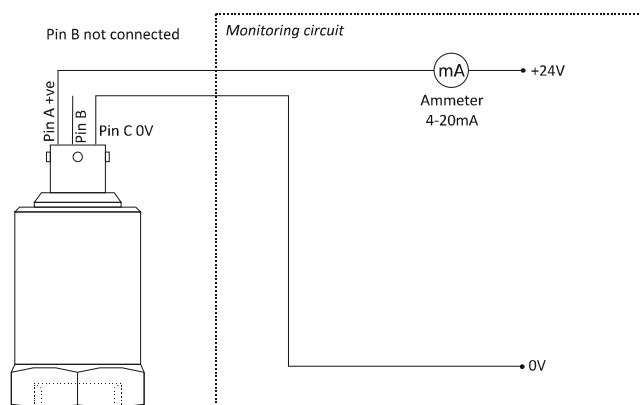 Pin B not connected
Monitoring circuit
mA
+24V
Ammeter
4-20mA
Pin A +ve
Pin B
Pin C 0V
0V